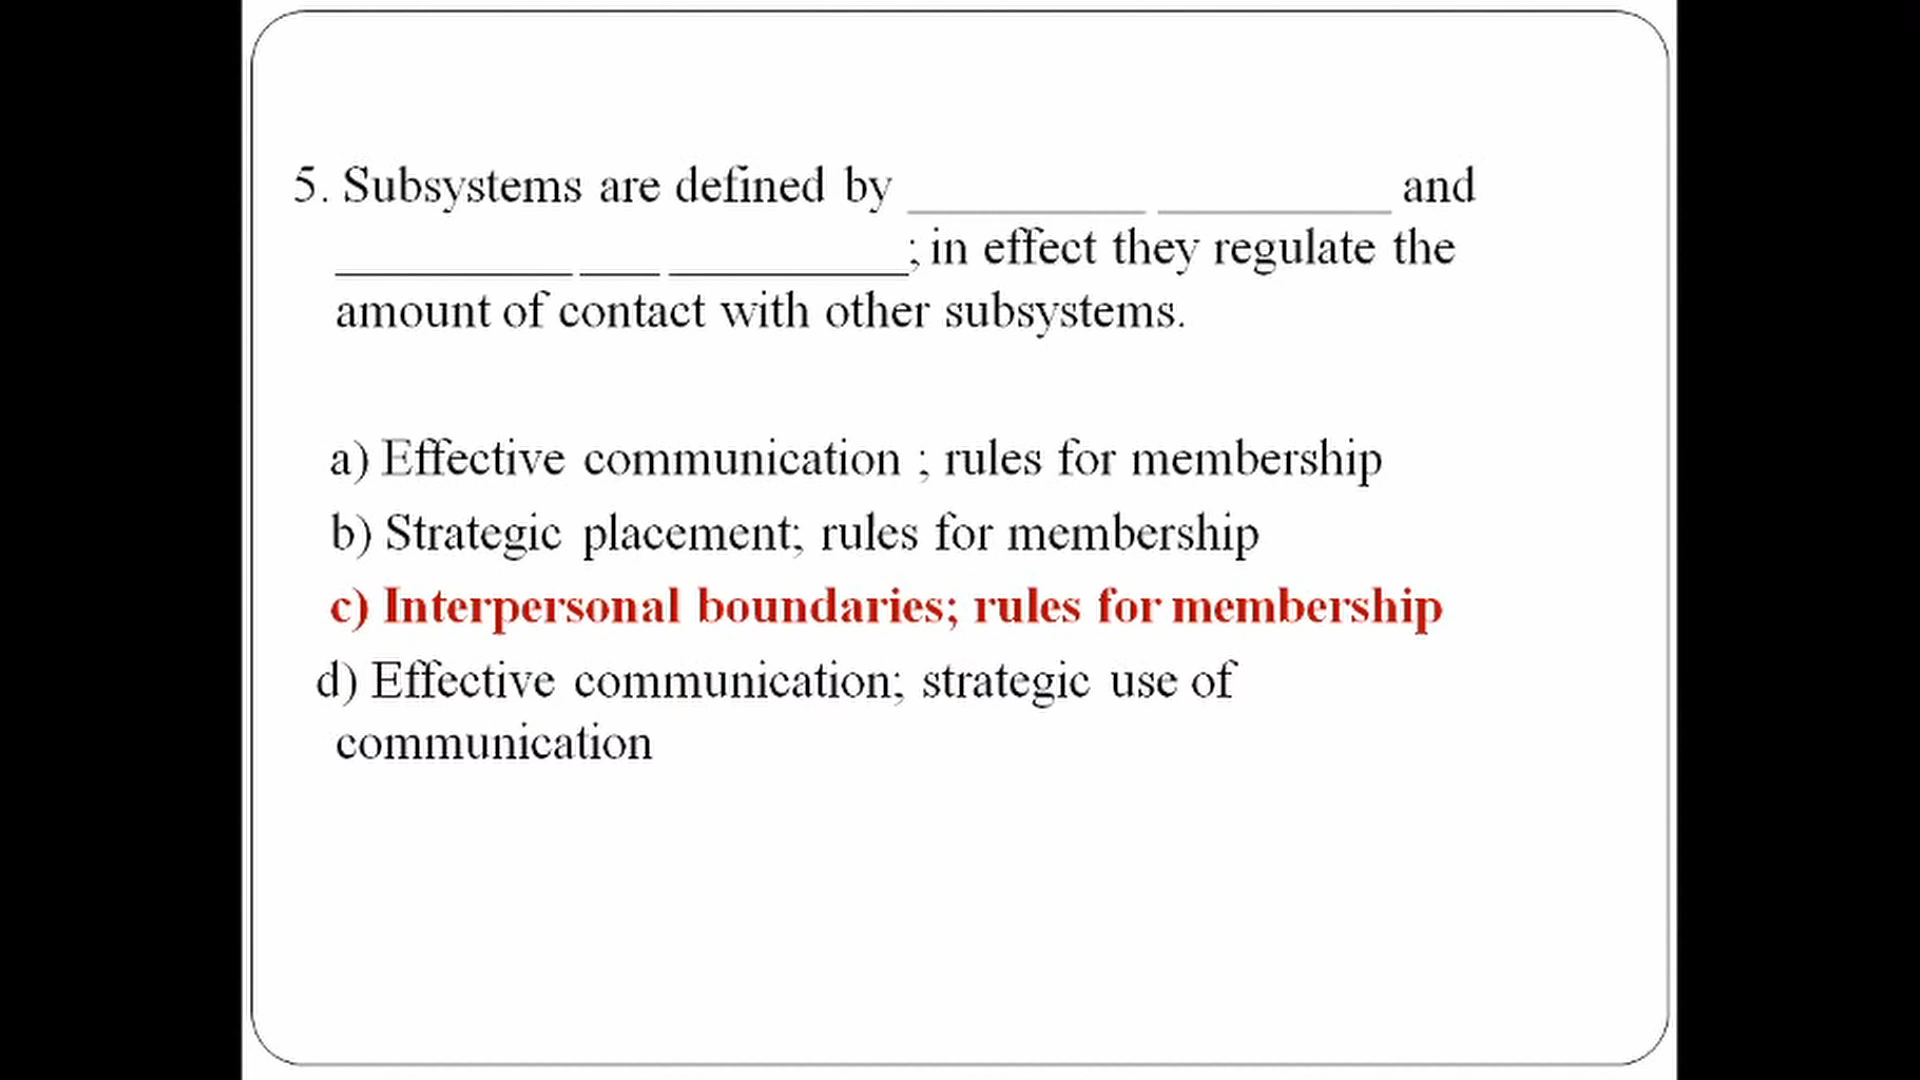 5. Subsystems are defined by _________ _________ and
_________ ___ _________; in effect they regulate the
amount of contact with other subsystems.
a) Effective communication ; rules for membership
b) Strategic placement; rules for membership
c) Interpersonal boundaries; rules for membership
d) Effective communication; strategic use of
communication